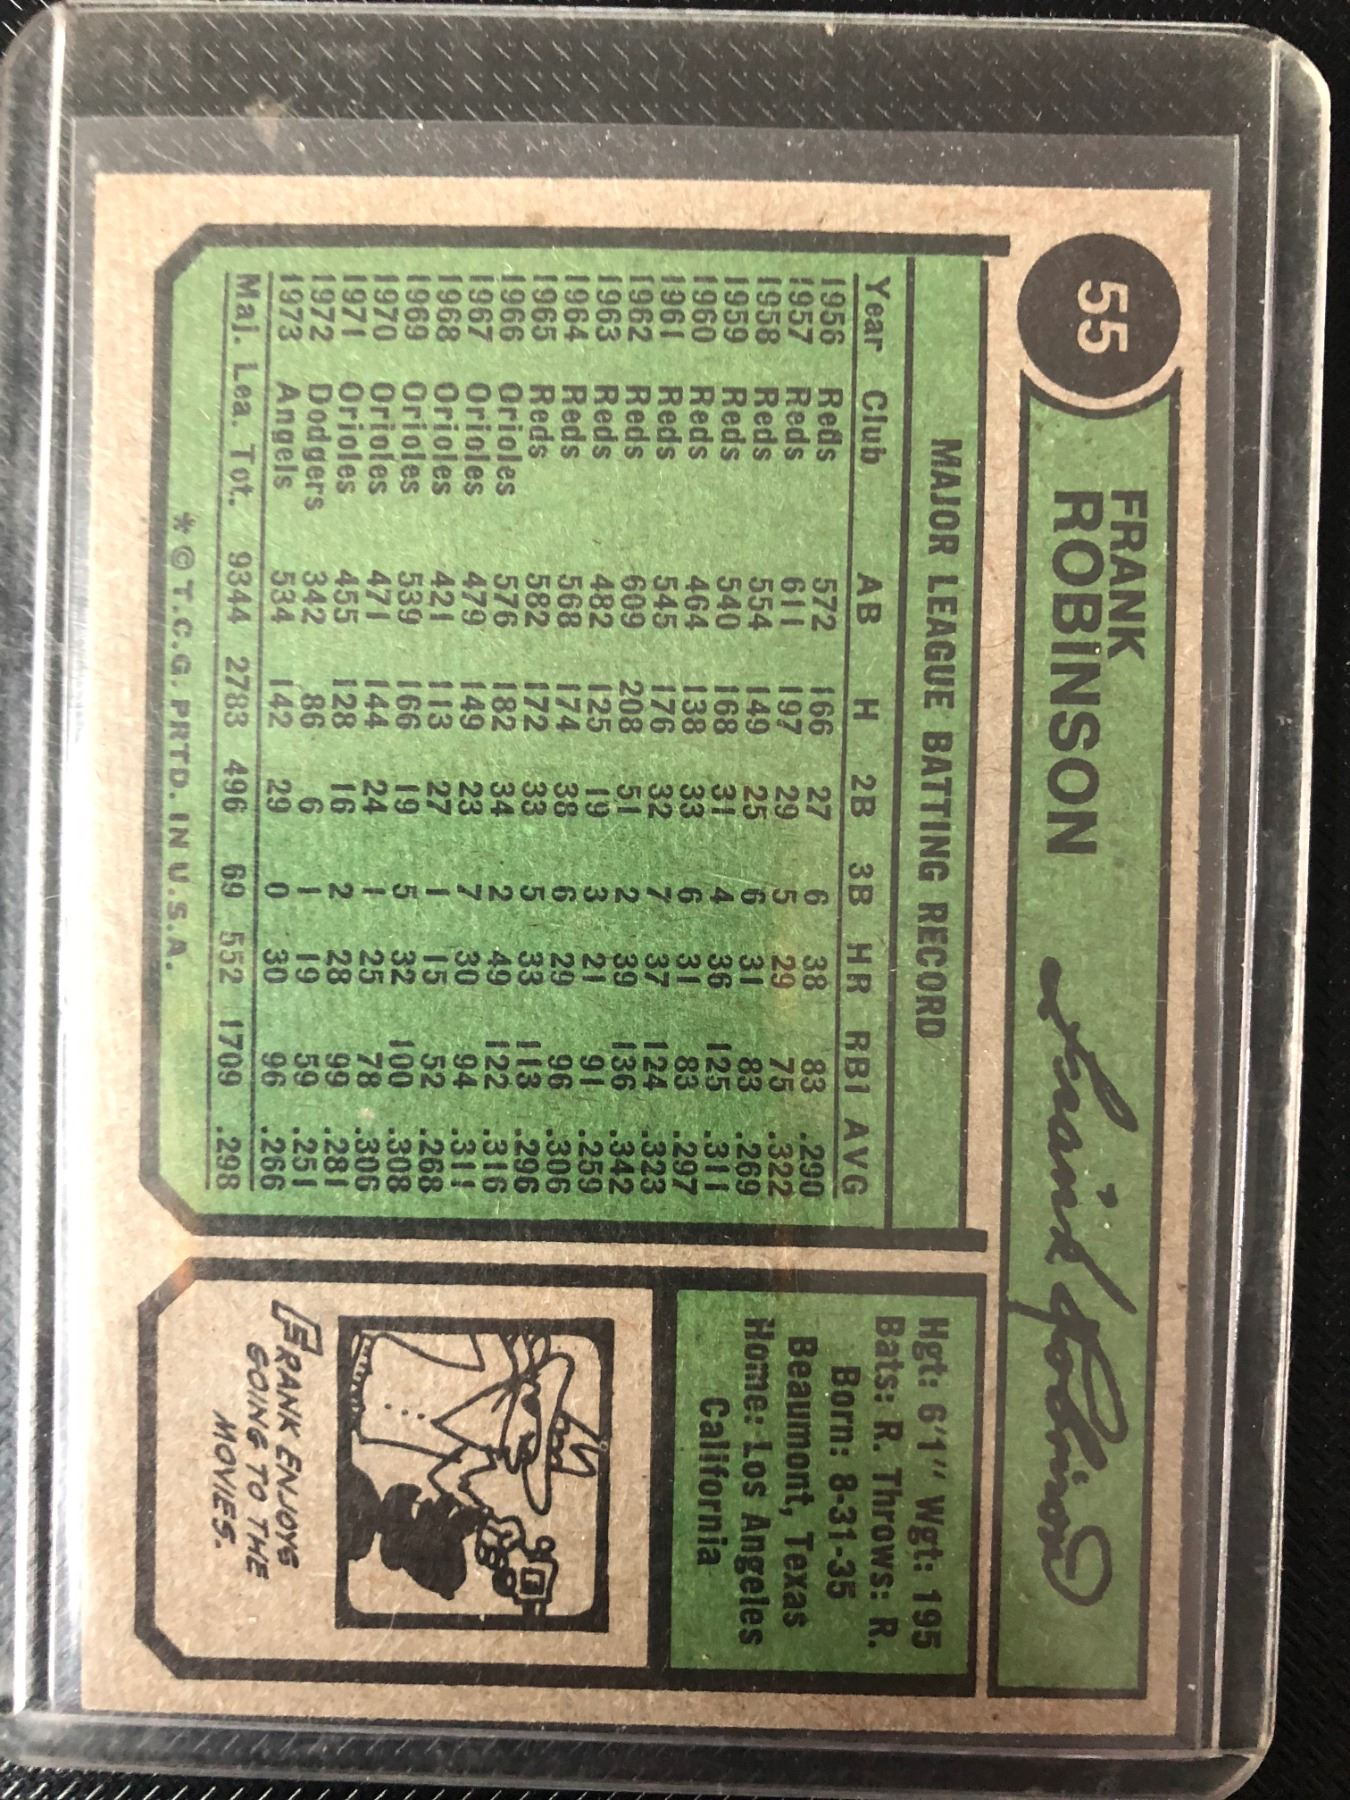 55
FRANK
ROBINSON
Frank Robinson
MAJOR LEAGUE BATTING RECORD
Year Club AB H 2B 3B HR RBI AVG
1956 Reds 572 166 27 6 38 83 .290
1957 Reds 611 197 29 5 29 75 .322
1958 Reds 554 149 25 6 31 83 .269
1959 Reds 540 168 31 4 36 125 .311
1960 Reds 464 138 33 6 31 83 .297
1961 Reds 545 176 32 7 37 124 .323
1962 Reds 609 208 51 2 39 136 .342
1963 Reds 482 125 19 3 21 91 .259
1964 Reds 568 174 38 6 29 96 .306
1965 Reds 582 172 33 5 33 113 .296
1966 Orioles 576 182 34 2 49 122 .316
1967 Orioles 479 149 23 7 30 94 .311
1968 Orioles 421 113 27 1 15 52 .268
1969 Orioles 539 166 19 5 32 100 .308
1970 Orioles 471 144 24 1 25 78 .306
1971 Orioles 455 128 16 2 28 99 .281
1972 Dodgers 342 86 6 1 19 59 .251
1973 Angels 534 142 29 0 30 96 .266
Maj. Lea. Tot. 9344 2783 496 69 552 1709 .298
* © T.C.G. PRTD. IN U.S.A.
Hgt: 6'1" Wgt: 195
Bats: R. Throws: R.
Born: 8-31-35
Beaumont, Texas
Home: Los Angeles
California
FRANK ENJOYS
GOING TO THE
MOVIES.